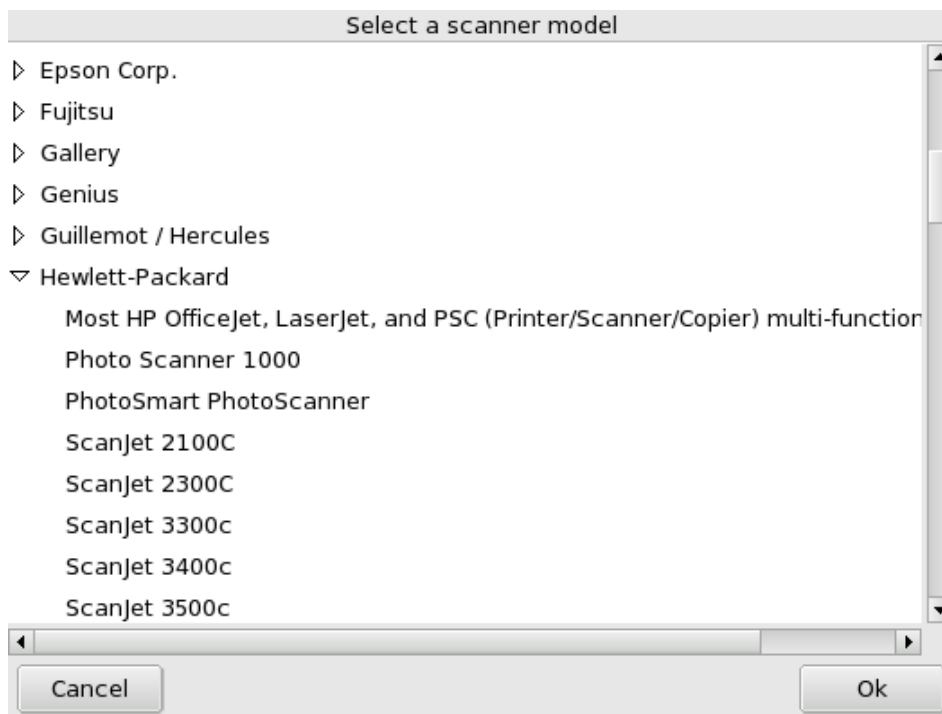 Select a scanner model
Epson Corp.
Fujitsu
Gallery
Genius
Guillemot / Hercules
Hewlett-Packard
Most HP OfficeJet, LaserJet, and PSC (Printer/Scanner/Copier) multi-function
Photo Scanner 1000
PhotoSmart PhotoScanner
ScanJet 2100C
ScanJet 2300C
ScanJet 3300c
ScanJet 3400c
ScanJet 3500c
Cancel
Ok